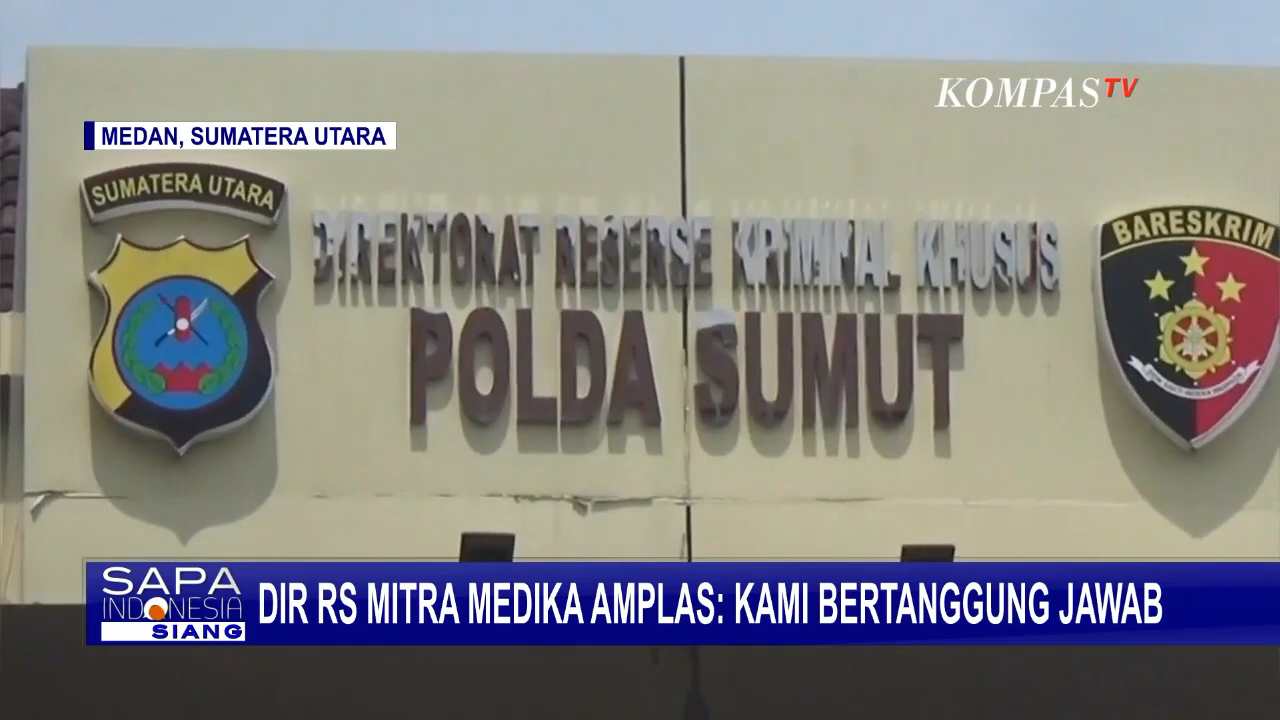 KOMPASTV
MEDAN, SUMATERA UTARA
SUMATERA UTARA
DIREKTORAT RESERSE KRIMINAL KHUSUS
POLDA SUMUT
BARESKRIM
SAPA
INDONESIA
SIANG
DIR RS MITRA MEDIKA AMPLAS: KAMI BERTANGGUNG JAWAB